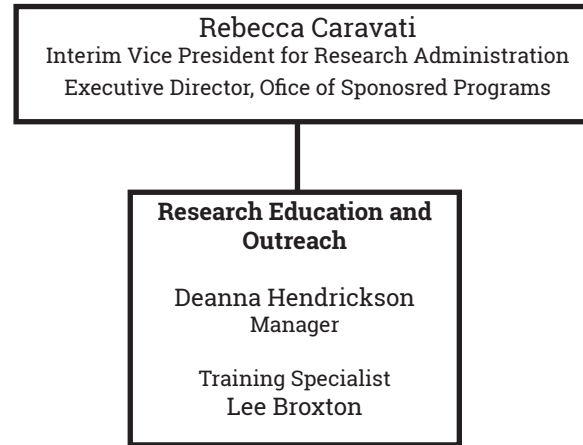 Rebecca Caravati
Interim Vice President for Research Administration
Executive Director, Ofice of Sponosred Programs
Research Education and
Outreach
Deanna Hendrickson
Manager
Training Specialist
Lee Broxton